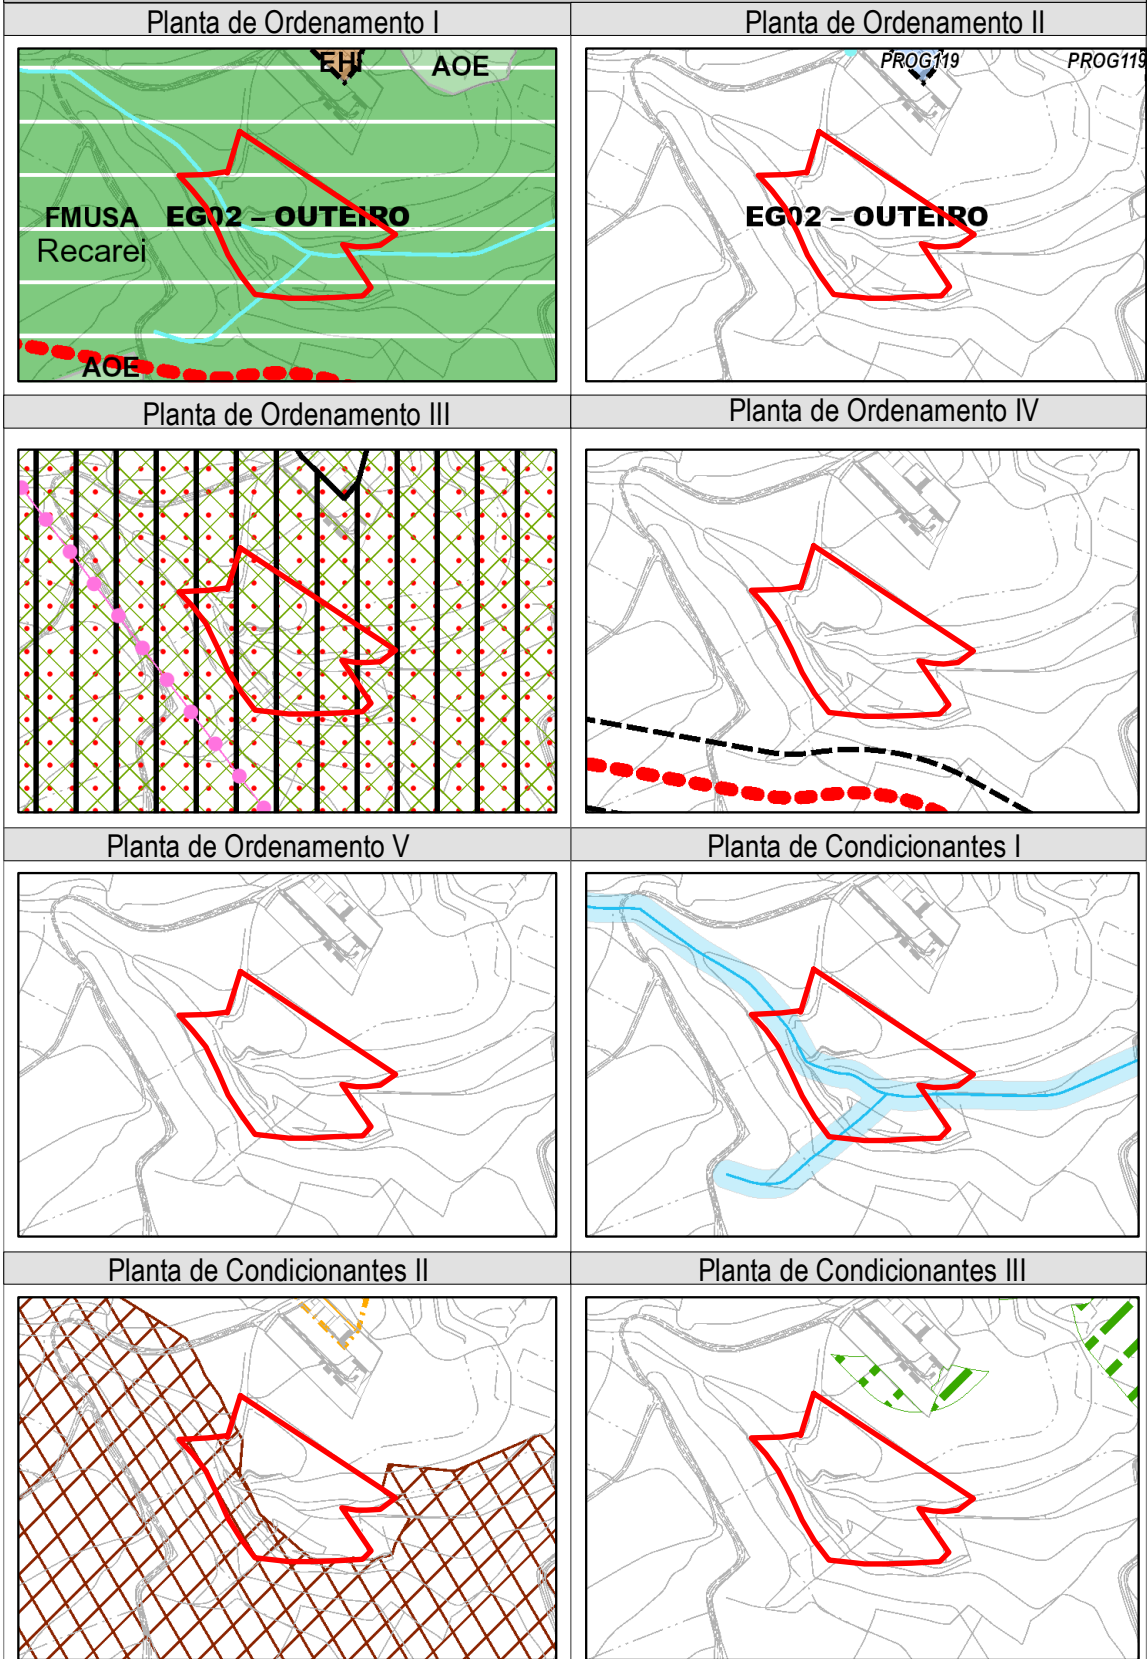 Planta de Ordenamento I
Planta de Ordenamento II
EHI
AOE
FMUSA
EG02 – OUTEIRO
Recarei
AOE
PROG119
PROG119
EG02 – OUTEIRO
Planta de Ordenamento III
Planta de Ordenamento IV
Planta de Ordenamento V
Planta de Condicionantes I
Planta de Condicionantes II
Planta de Condicionantes III